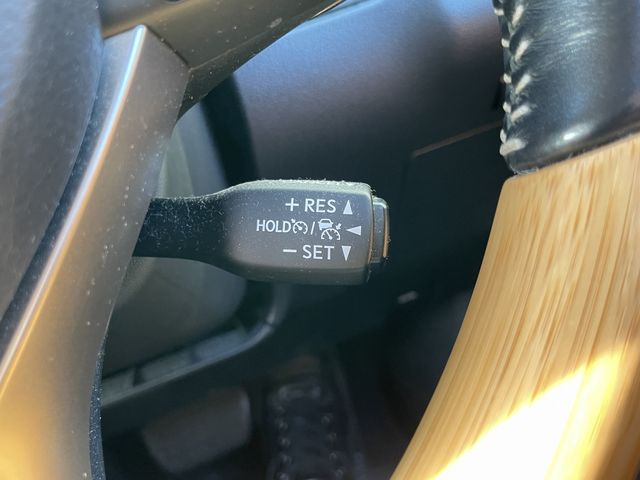 + RES ▲
HOLD / ◄
− SET ▼